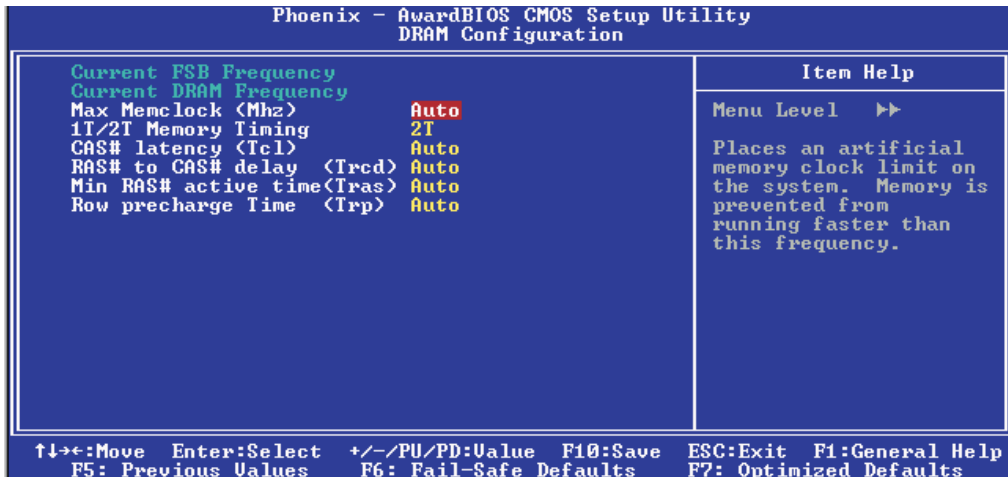 Phoenix - AwardBIOS CMOS Setup Utility
DRAM Configuration
Current FSB Frequency
Current DRAM Frequency
Max Memclock (Mhz) Auto
1T/2T Memory Timing 2T
CAS# latency (Tcl) Auto
RAS# to CAS# delay (Trcd) Auto
Min RAS# active time(Tras) Auto
Row precharge Time (Trp) Auto
Item Help
Menu Level ►►
Places an artificial
memory clock limit on
the system. Memory is
prevented from
running faster than
this frequency.
↑↓→←:Move Enter:Select +/-/PU/PD:Value F10:Save ESC:Exit F1:General Help
F5: Previous Values F6: Fail-Safe Defaults F7: Optimized Defaults